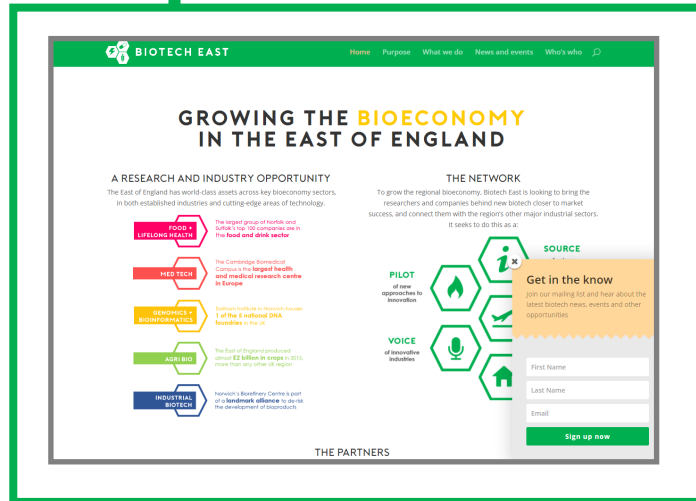 BIOTECH EAST
Home Purpose What we do News and events Who's who
GROWING THE BIOECONOMY
IN THE EAST OF ENGLAND
A RESEARCH AND INDUSTRY OPPORTUNITY
The East of England has world-class assets across key bioeconomy sectors,
in both established industries and cutting-edge areas of technology.
FOOD +
LIFELONG HEALTH
The largest group of Norfolk and
Suffolk's top 100 companies are in
the food and drink sector
MED TECH
The Cambridge Biomedical
Campus is the largest health
and medical research centre
in Europe
GENOMICS +
BIOINFORMATICS
Earlham Institute in Norwich houses
1 of the 5 national DNA
foundries in the UK
AGRI BIO
The East of England produced
almost £2 billion in crops in 2015,
more than any other UK region
INDUSTRIAL
BIOTECH
Norwich's Biorefinery Centre is part
of a landmark alliance to de-risk
the development of bioproducts
THE NETWORK
To grow the regional bioeconomy, Biotech East is looking to bring the
researchers and companies behind new biotech closer to market
success, and connect them with the region's other major industrial sectors.
It seeks to do this as a:
SOURCE
PILOT
of new
approaches to
innovation
VOICE
of innovative
industries
Get in the know
Join our mailing list and hear about the
latest biotech news, events and other
opportunities
First Name
Last Name
Email
Sign up now
THE PARTNERS